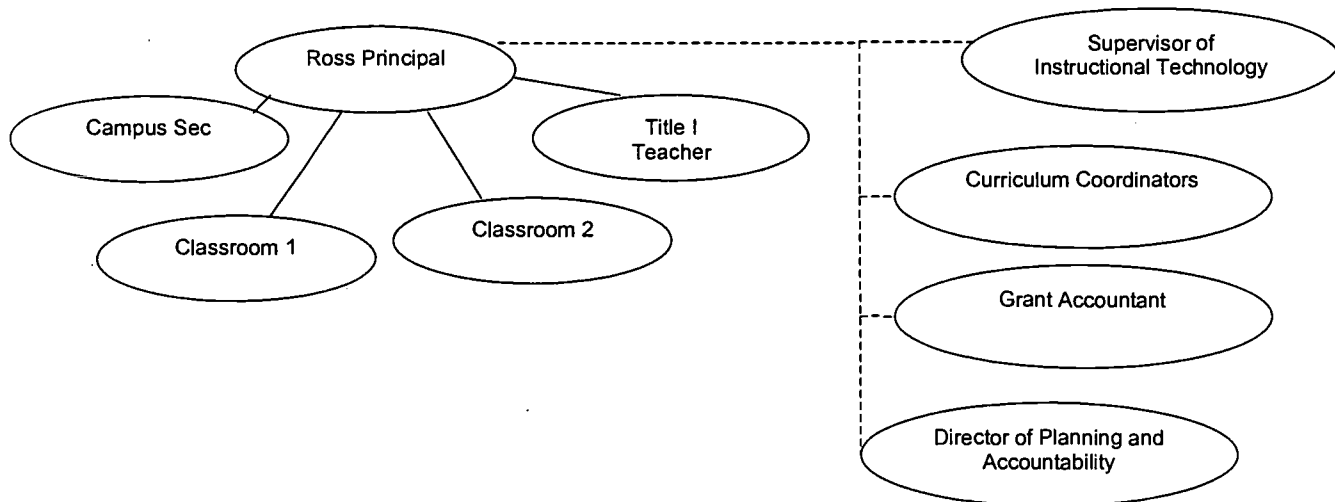 Ross Principal
Supervisor of
Instructional Technology
Campus Sec
Title I
Teacher
Curriculum Coordinators
Classroom 1
Classroom 2
Grant Accountant
Director of Planning and
Accountability